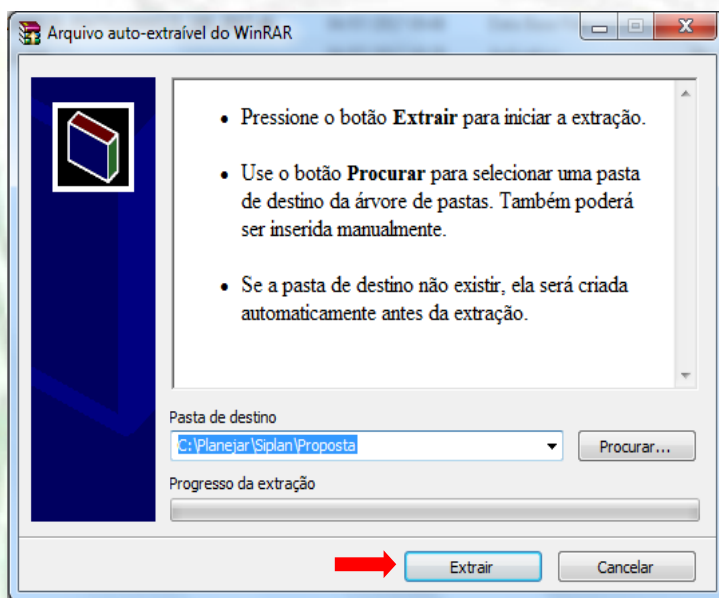 Arquivo auto-extraível do WinRAR
• Pressione o botão Extrair para iniciar a extração.
• Use o botão Procurar para selecionar uma pasta
de destino da árvore de pastas. Também poderá
ser inserida manualmente.
• Se a pasta de destino não existir, ela será criada
automaticamente antes da extração.
Pasta de destino
C:\Planejar\Siplan\Proposta
Procurar...
Progresso da extração
Extrair
Cancelar